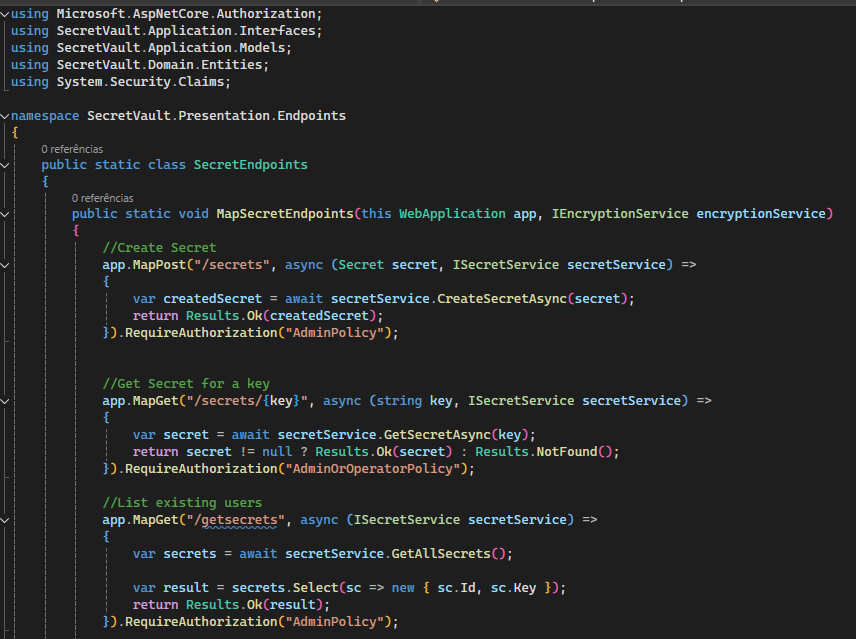 using Microsoft.AspNetCore.Authorization;
using SecretVault.Application.Interfaces;
using SecretVault.Application.Models;
using SecretVault.Domain.Entities;
using System.Security.Claims;
namespace SecretVault.Presentation.Endpoints
{
0 referências
public static class SecretEndpoints
{
0 referências
public static void MapSecretEndpoints(this WebApplication app, IEncryptionService encryptionService)
{
//Create Secret
app.MapPost("/secrets", async (Secret secret, ISecretService secretService) =>
{
var createdSecret = await secretService.CreateSecretAsync(secret);
return Results.Ok(createdSecret);
}).RequireAuthorization("AdminPolicy");
//Get Secret for a key
app.MapGet("/secrets/{key}", async (string key, ISecretService secretService) =>
{
var secret = await secretService.GetSecretAsync(key);
return secret != null ? Results.Ok(secret) : Results.NotFound();
}).RequireAuthorization("AdminOrOperatorPolicy");
//List existing users
app.MapGet("/getsecrets", async (ISecretService secretService) =>
{
var secrets = await secretService.GetAllSecrets();
var result = secrets.Select(sc => new { sc.Id, sc.Key });
return Results.Ok(result);
}).RequireAuthorization("AdminPolicy");